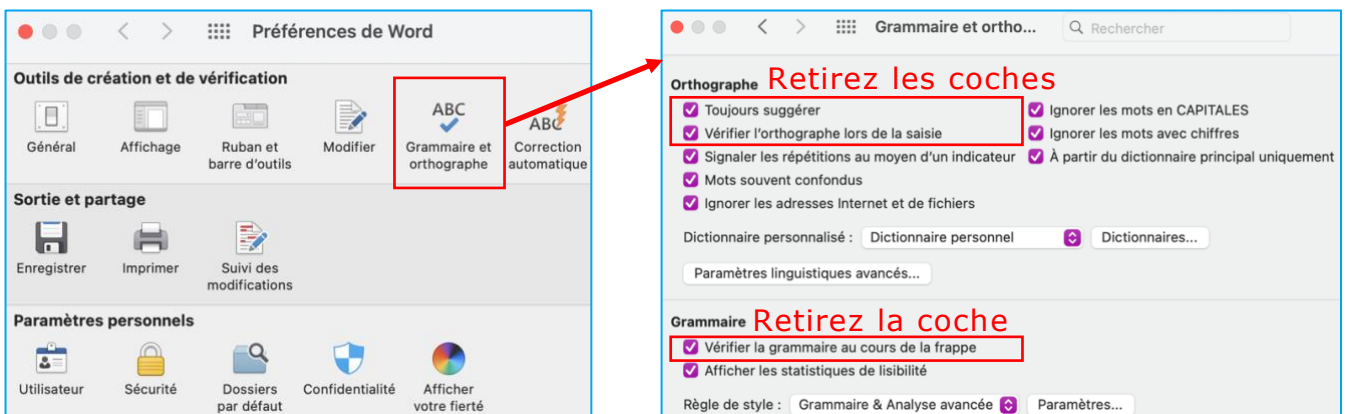 Préférences de Word
Outils de création et de vérification
Général
Affichage
Ruban et
barre d'outils
Modifier
ABC
Grammaire et
orthographe
ABC
Correction
automatique
Sortie et partage
Enregistrer
Imprimer
Suivi des
modifications
Paramètres personnels
Utilisateur
Sécurité
Dossiers
par défaut
Confidentialité
Afficher
votre fierté
Grammaire et ortho...
Rechercher
Orthographe Retirez les coches
Toujours suggérer
Ignorer les mots en CAPITALES
Vérifier l'orthographe lors de la saisie
Ignorer les mots avec chiffres
Signaler les répétitions au moyen d'un indicateur
À partir du dictionnaire principal uniquement
Mots souvent confondus
Ignorer les adresses Internet et de fichiers
Dictionnaire personnalisé : Dictionnaire personnel Dictionnaires...
Paramètres linguistiques avancés...
Grammaire Retirez la coche
Vérifier la grammaire au cours de la frappe
Afficher les statistiques de lisibilité
Règle de style : Grammaire & Analyse avancée Paramètres...